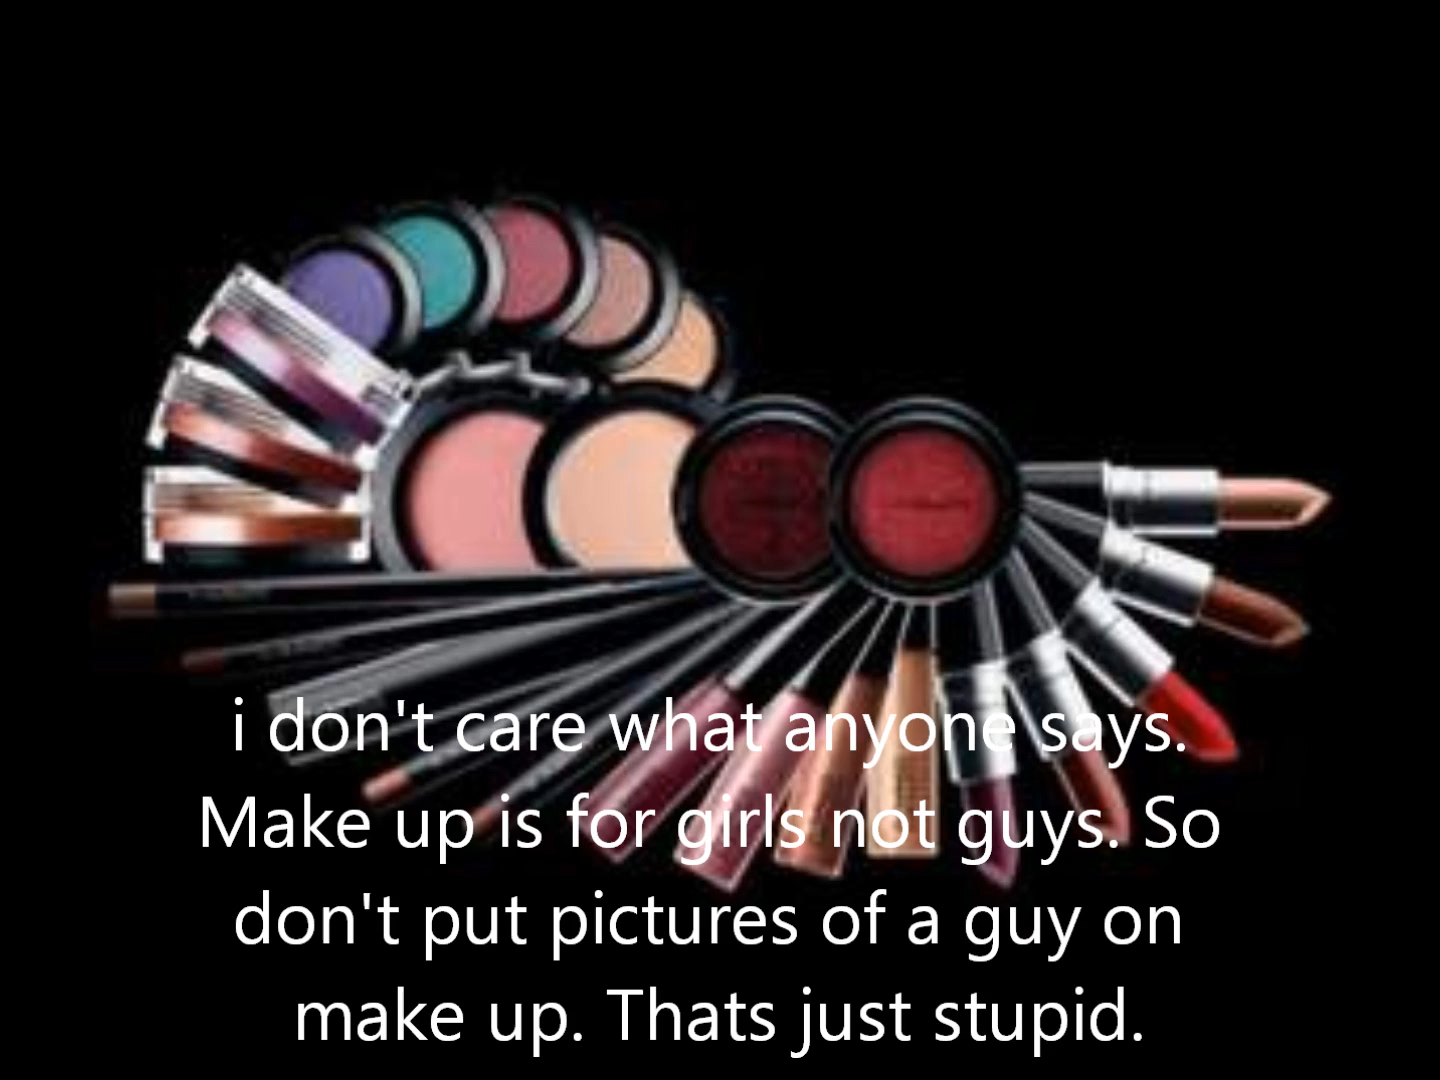 i don't care what anyone says.
Make up is for girls not guys. So
don't put pictures of a guy on
make up. Thats just stupid.